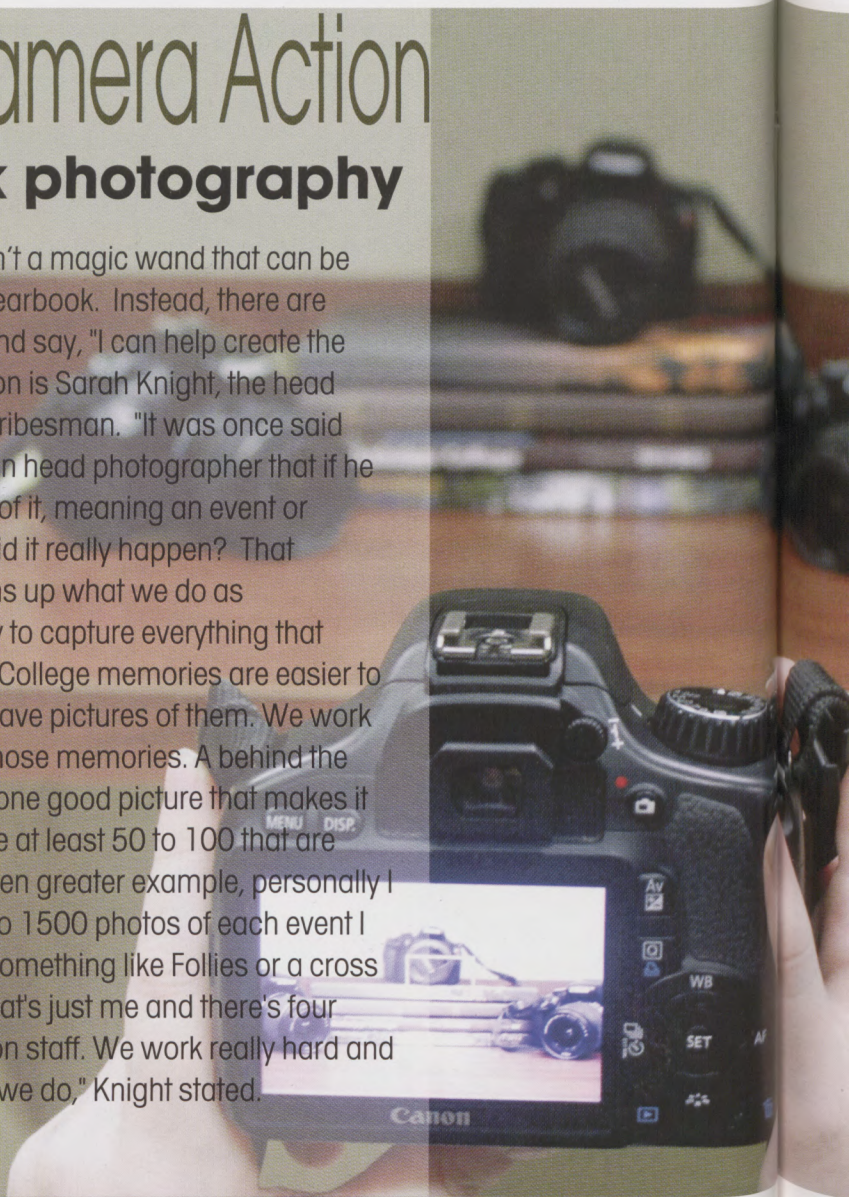 amera Action
k photography
n't a magic wand that can be
earbook. Instead, there are
nd say, "I can help create the
on is Sarah Knight, the head
ribesman. "It was once said
n head photographer that if he
of it, meaning an event or
id it really happen? That
ns up what we do as
y to capture everything that
College memories are easier to
ave pictures of them. We work
hose memories. A behind the
one good picture that makes it
e at least 50 to 100 that are
en greater example, personally I
o 1500 photos of each event I
omething like Follies or a cross
at's just me and there's four
on staff. We work really hard and
we do," Knight stated.
MENU DISP.
Av
Q
WB
SET
AF
Canon